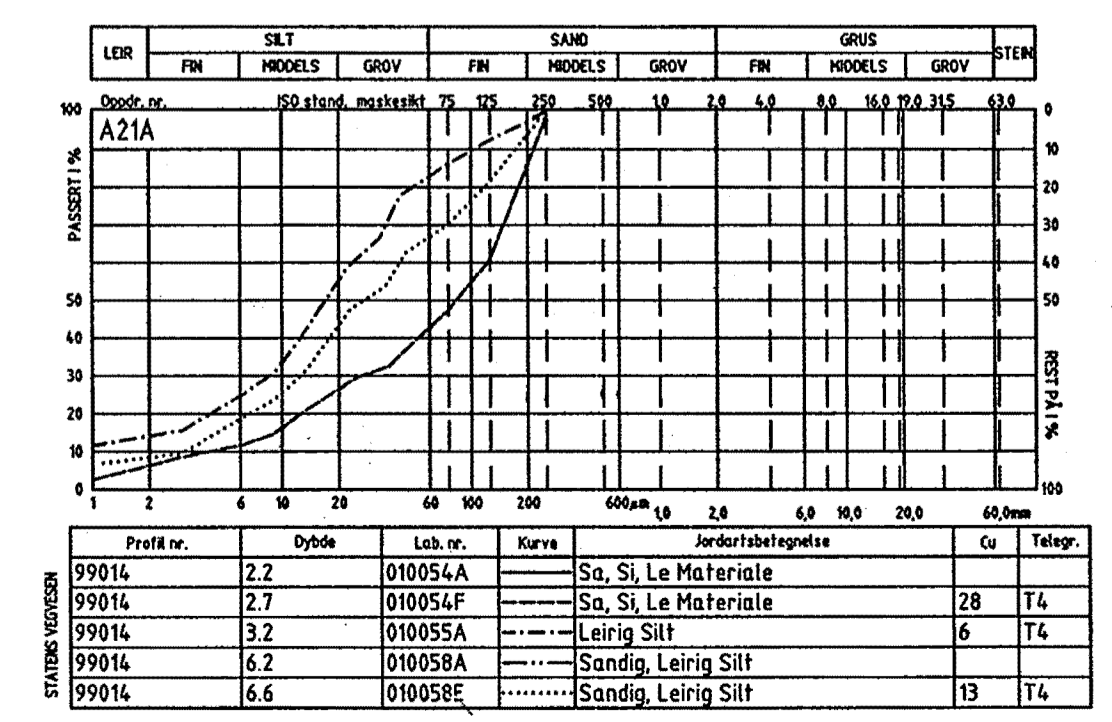 LEIR SILT SAND GRUS STEIN
FIN MIDDELS GROV FIN MIDDELS GROV FIN MIDDELS GROV
Oppdr. nr. ISO stand. maskesikt 75 125 250 500 1,0 2,0 4,0 8,0 16,0 19,0 31,5 63,0
A21A
PASSERT I %
100
50
40
30
20
10
0
0
10
20
30
40
50
100
REST PÅ I %
1 2 6 10 20 60 100 200 600µm 1,0 2,0 6,0 10,0 20,0 60,0mm
STATENS VEGVESEN
Profil nr. Dybde Lab. nr. Kurve Jordartsbetegnelse Cu Telegr.
99014 2.2 010054A Sa, Si, Le Materiale
99014 2.7 010054F Sa, Si, Le Materiale 28 T4
99014 3.2 010055A Leirig Silt 6 T4
99014 6.2 010058A Sandig, Leirig Silt
99014 6.6 010058E Sandig, Leirig Silt 13 T4